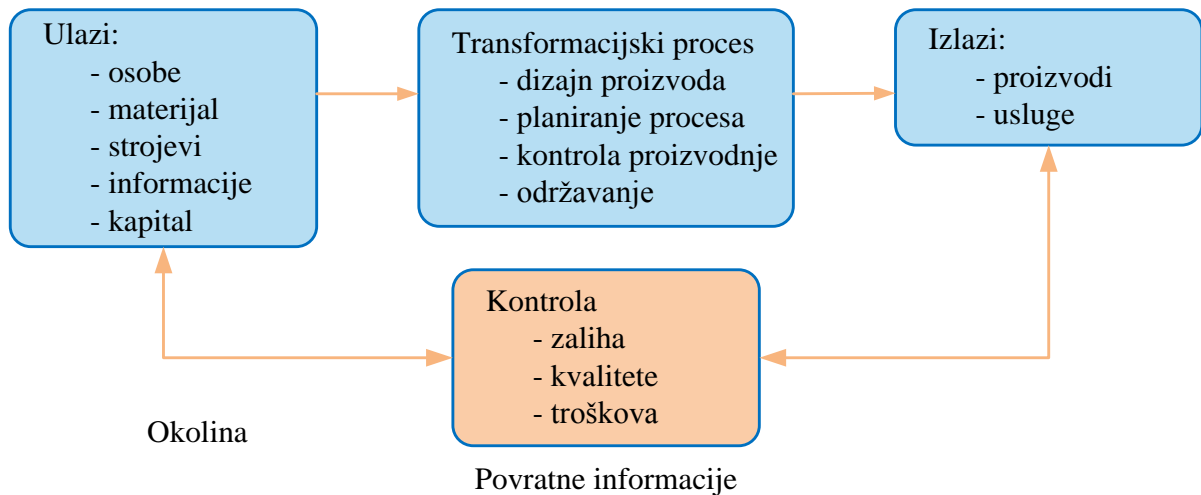 Ulazi:
- osobe
- materijal
- strojevi
- informacije
- kapital
Transformacijski proces
- dizajn proizvoda
- planiranje procesa
- kontrola proizvodnje
- održavanje
Izlazi:
- proizvodi
- usluge
Kontrola
- zaliha
- kvalitete
- troškova
Okolina
Povratne informacije